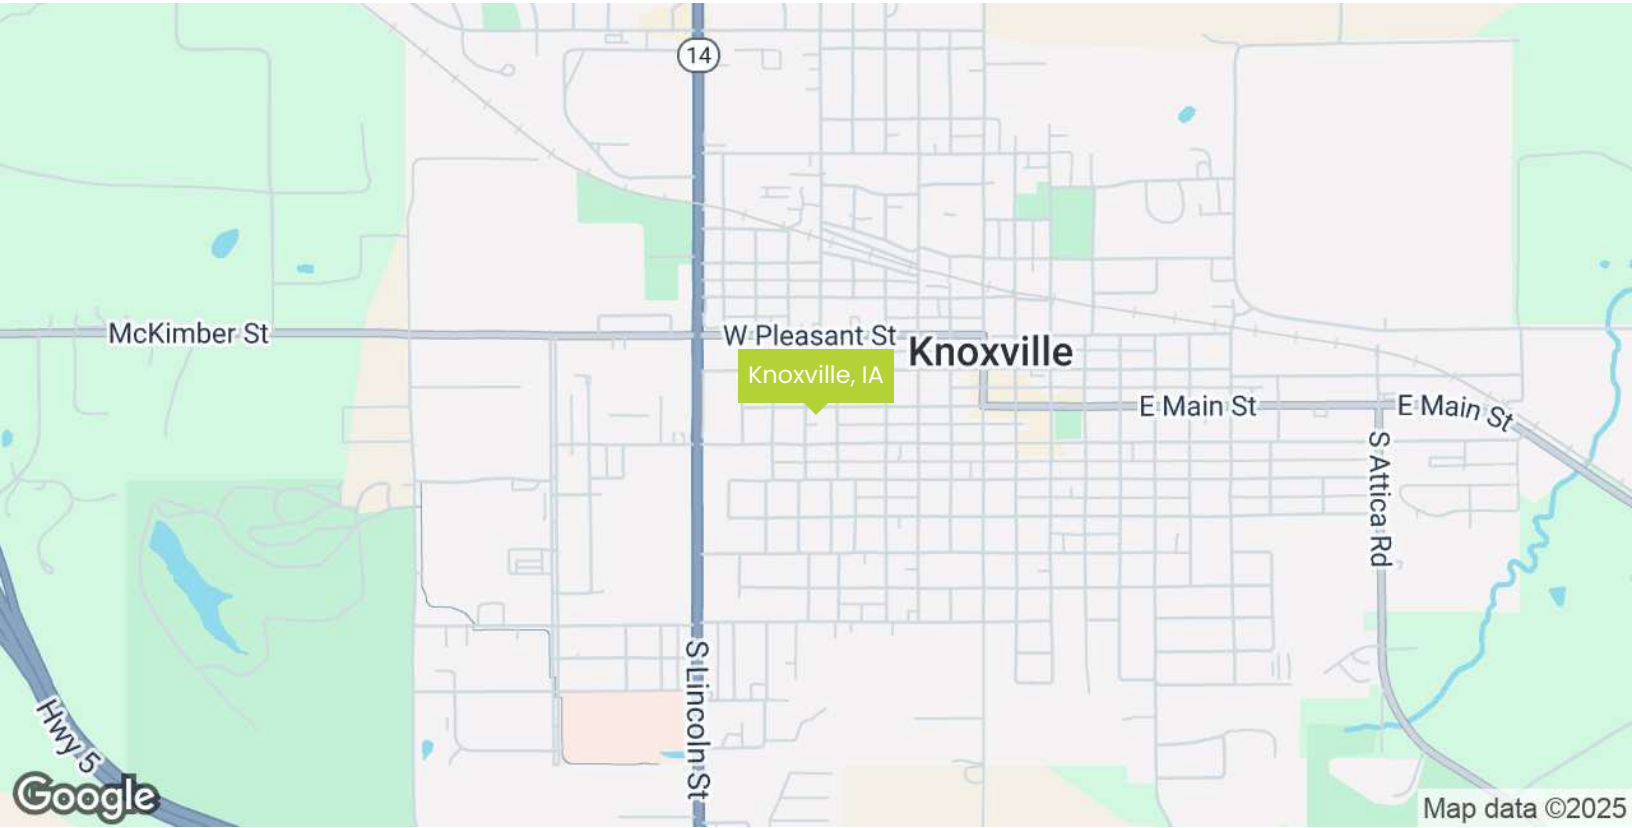 14
McKimber St
W Pleasant St
Knoxville
Knoxville, IA
E Main St
E Main St
S Attica Rd
S Lincoln St
Hwy 5
Google
Map data ©2025